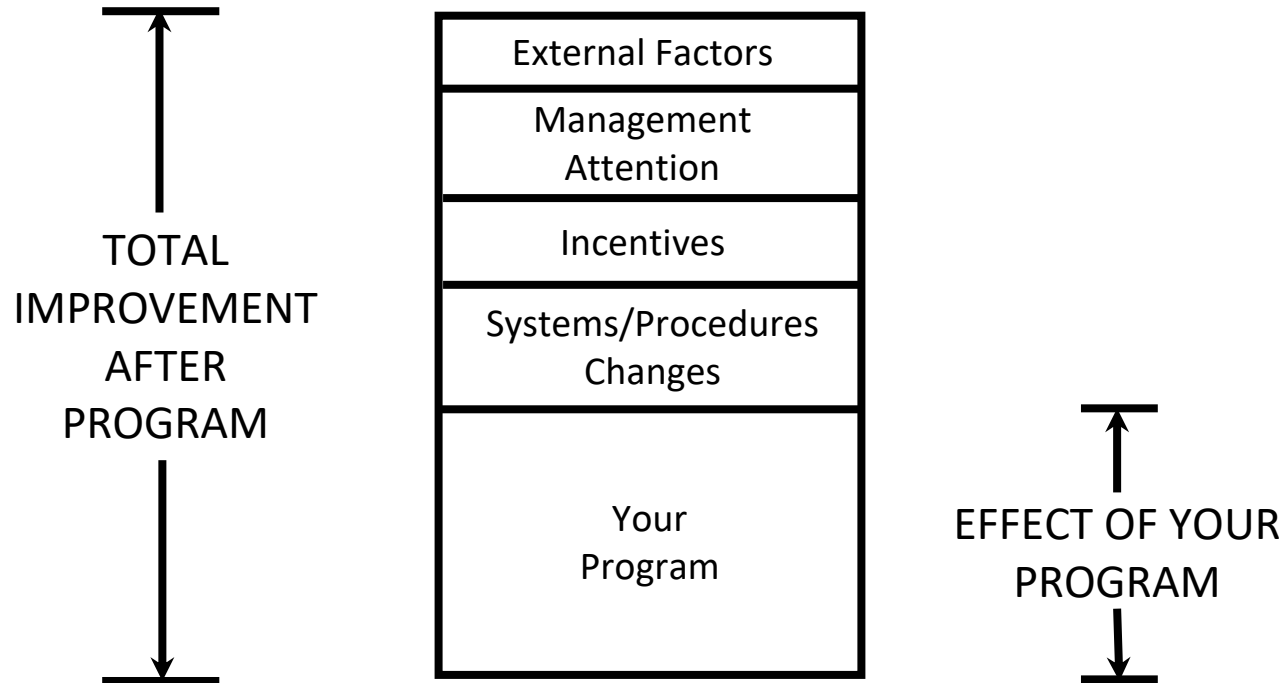 TOTAL
IMPROVEMENT
AFTER
PROGRAM
External Factors
Management
Attention
Incentives
Systems/Procedures
Changes
Your
Program
EFFECT OF YOUR
PROGRAM